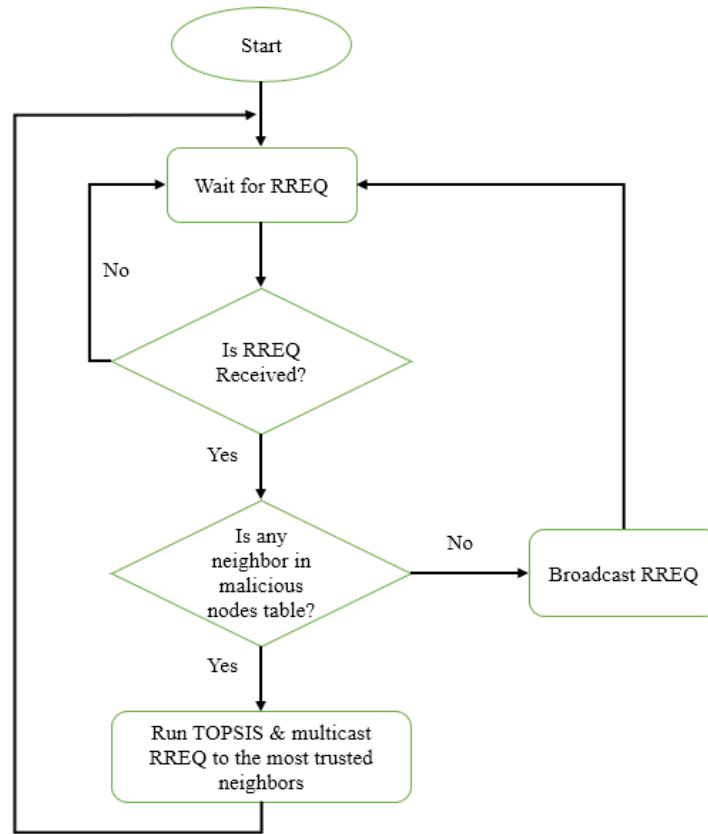 Start
Wait for RREQ
No
Is RREQ
Received?
Yes
Is any
neighbor in
malicious
nodes table?
No
Broadcast RREQ
Yes
Run TOPSIS & multicast
RREQ to the most trusted
neighbors